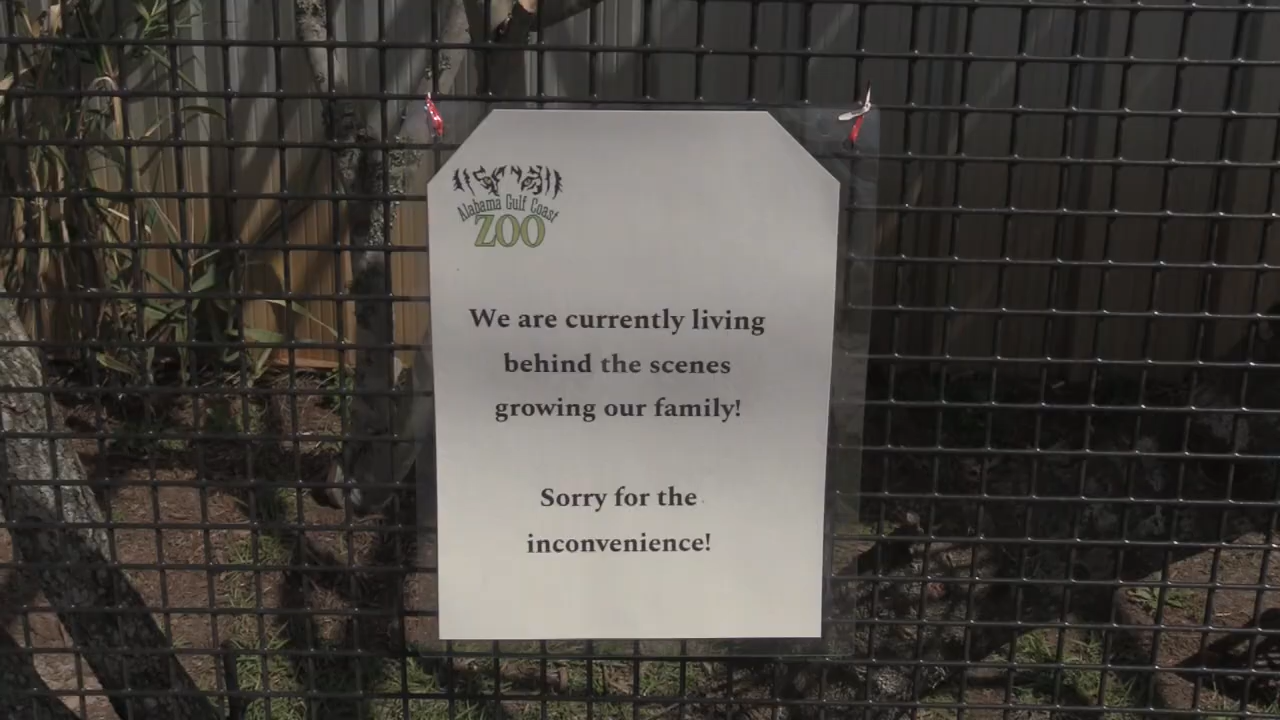 Alabama Gulf Coast
ZOO
We are currently living
behind the scenes
growing our family!
Sorry for the
inconvenience!